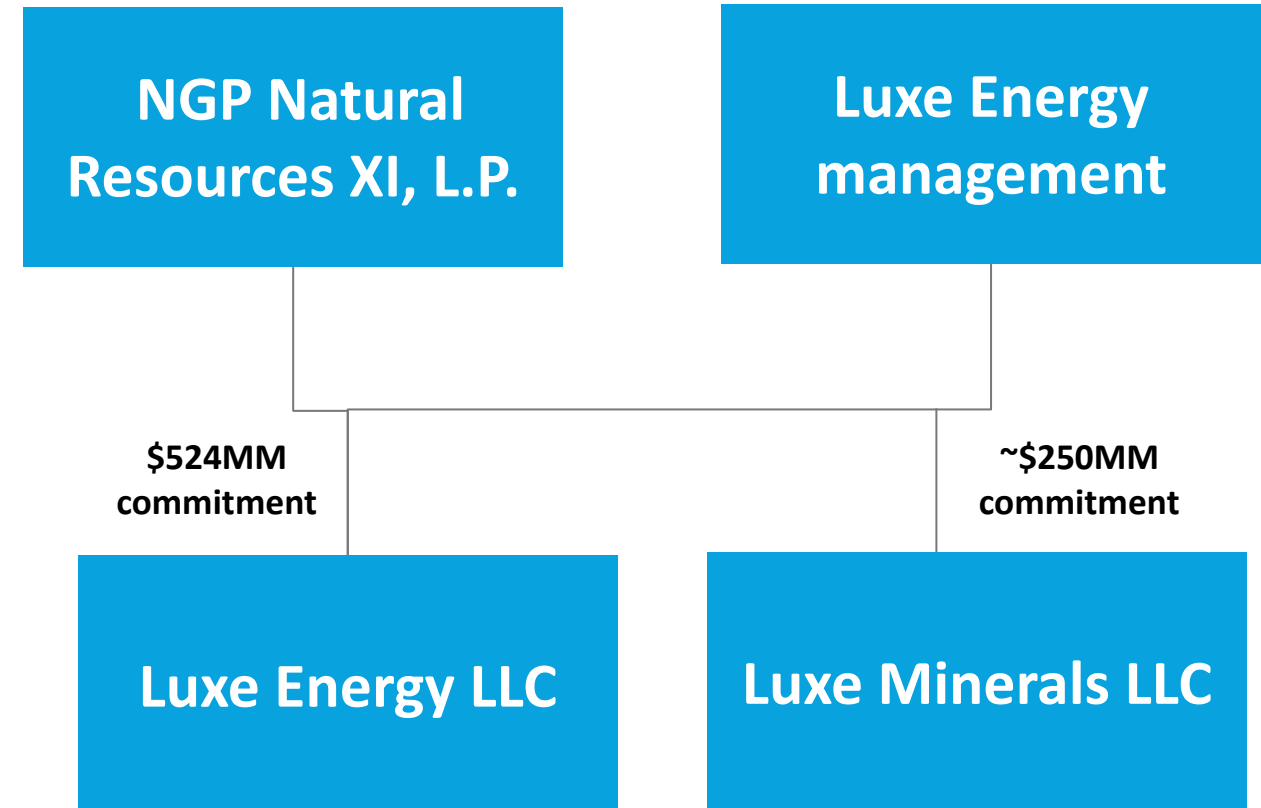 NGP Natural
Resources XI, L.P.
Luxe Energy
management
$524MM
commitment
~$250MM
commitment
Luxe Energy LLC
Luxe Minerals LLC